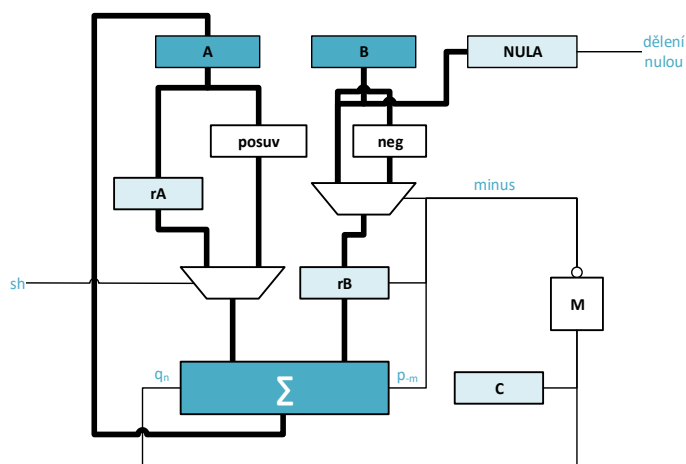 A
B
NULA
dělení
nulou
posuv
neg
rA
minus
sh
rB
M
qn
Σ
p-m
C